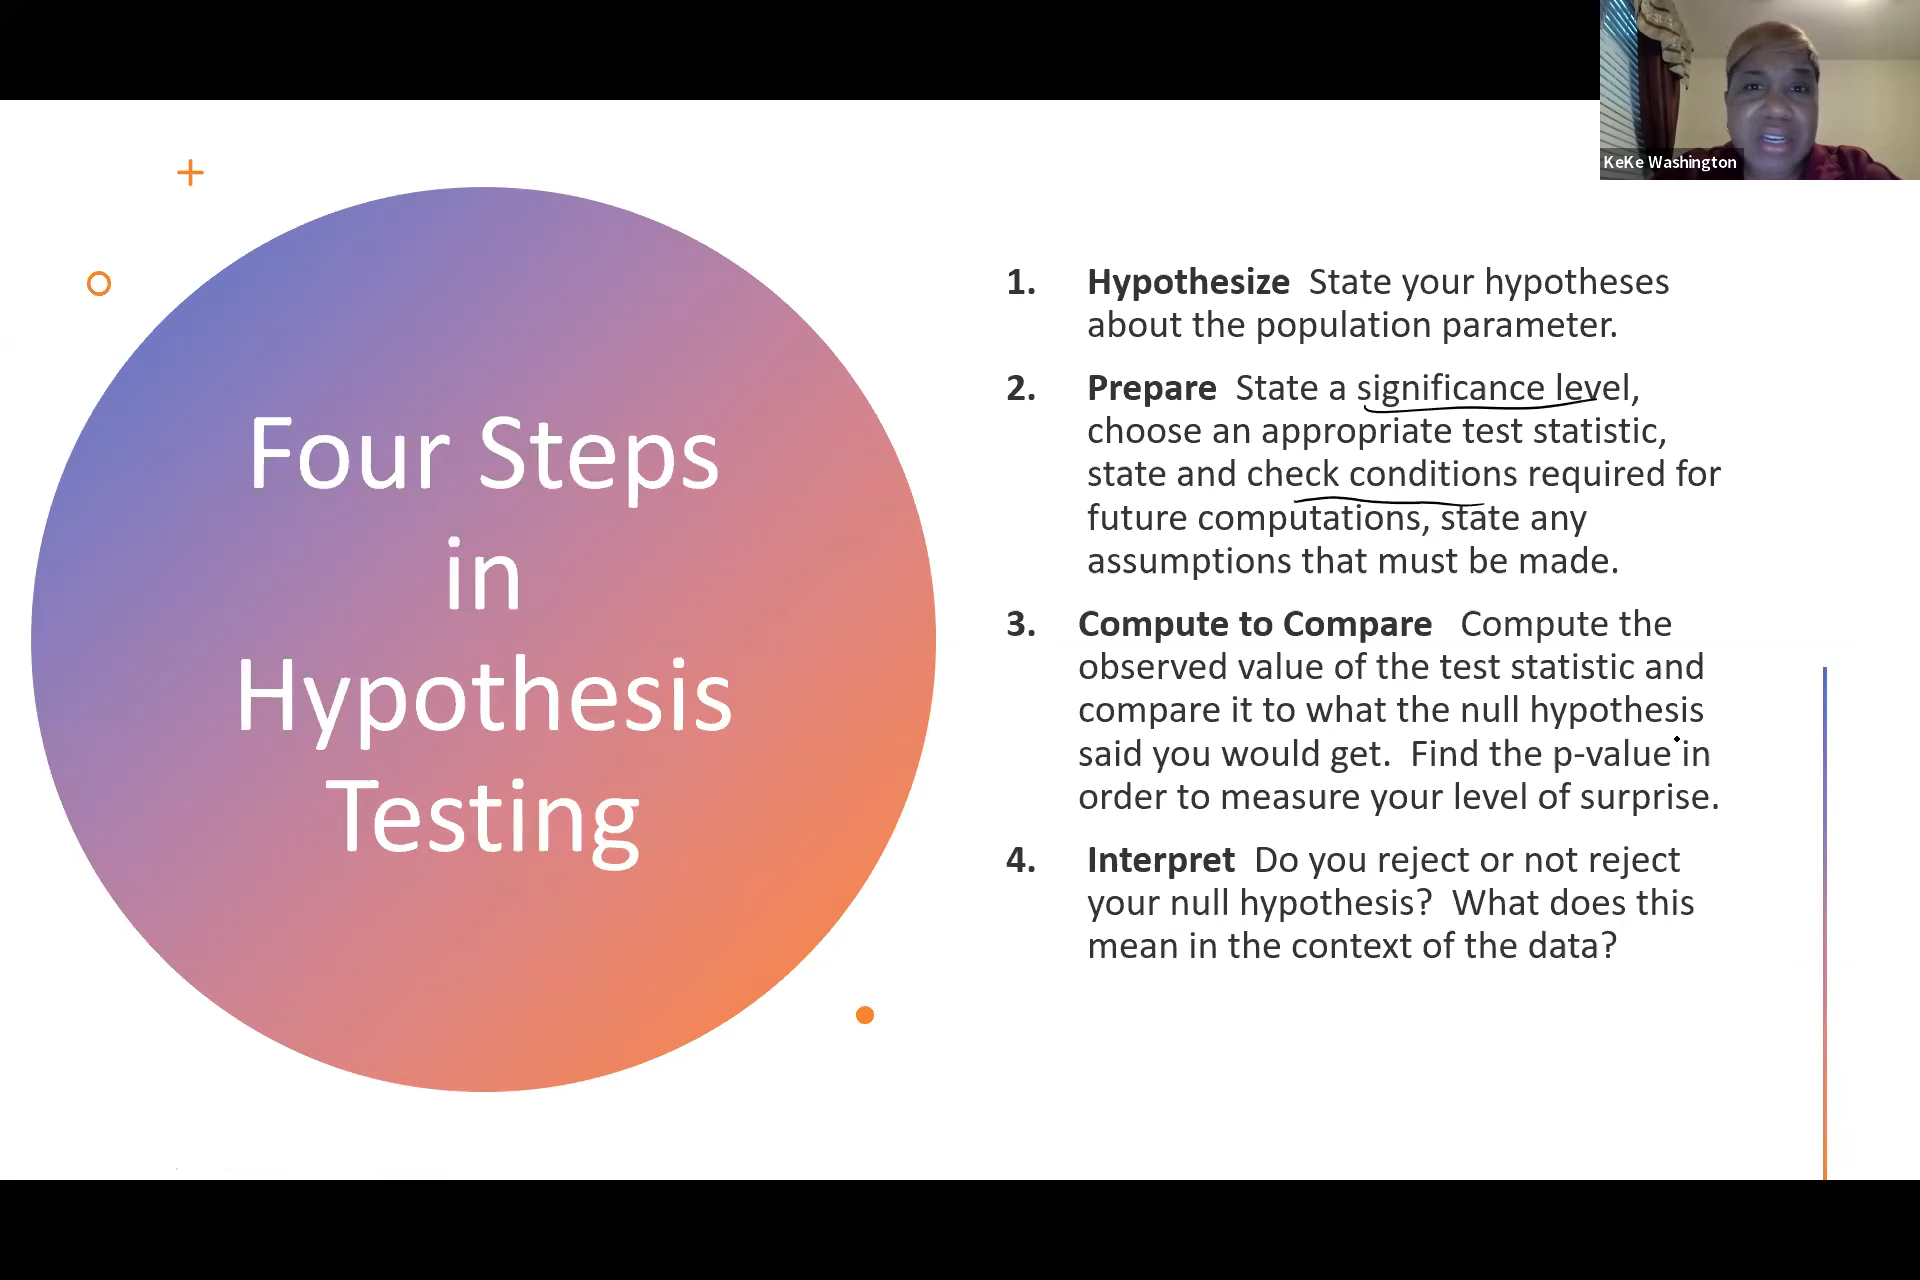 KeKe Washington
Four Steps
in
Hypothesis
Testing
1. Hypothesize State your hypotheses
about the population parameter.
2. Prepare State a significance level,
choose an appropriate test statistic,
state and check conditions required for
future computations, state any
assumptions that must be made.
3. Compute to Compare Compute the
observed value of the test statistic and
compare it to what the null hypothesis
said you would get. Find the p-value in
order to measure your level of surprise.
4. Interpret Do you reject or not reject
your null hypothesis? What does this
mean in the context of the data?